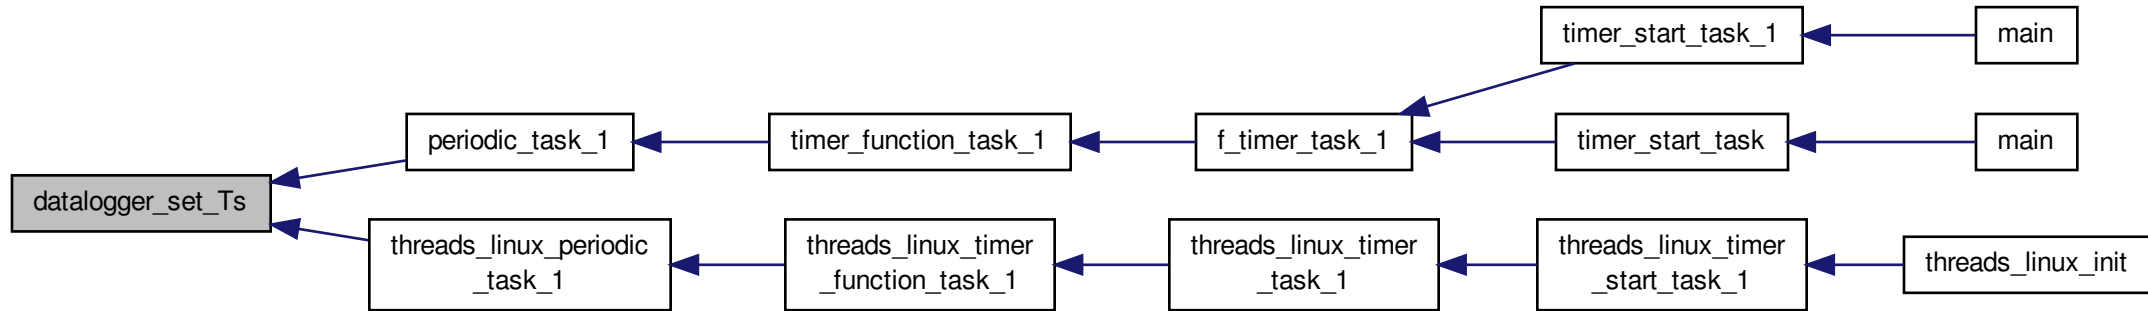 timer_start_task_1
main
periodic_task_1
timer_function_task_1
f_timer_task_1
timer_start_task
main
datalogger_set_Ts
threads_linux_periodic
_task_1
threads_linux_timer
_function_task_1
threads_linux_timer
_task_1
threads_linux_timer
_start_task_1
threads_linux_init